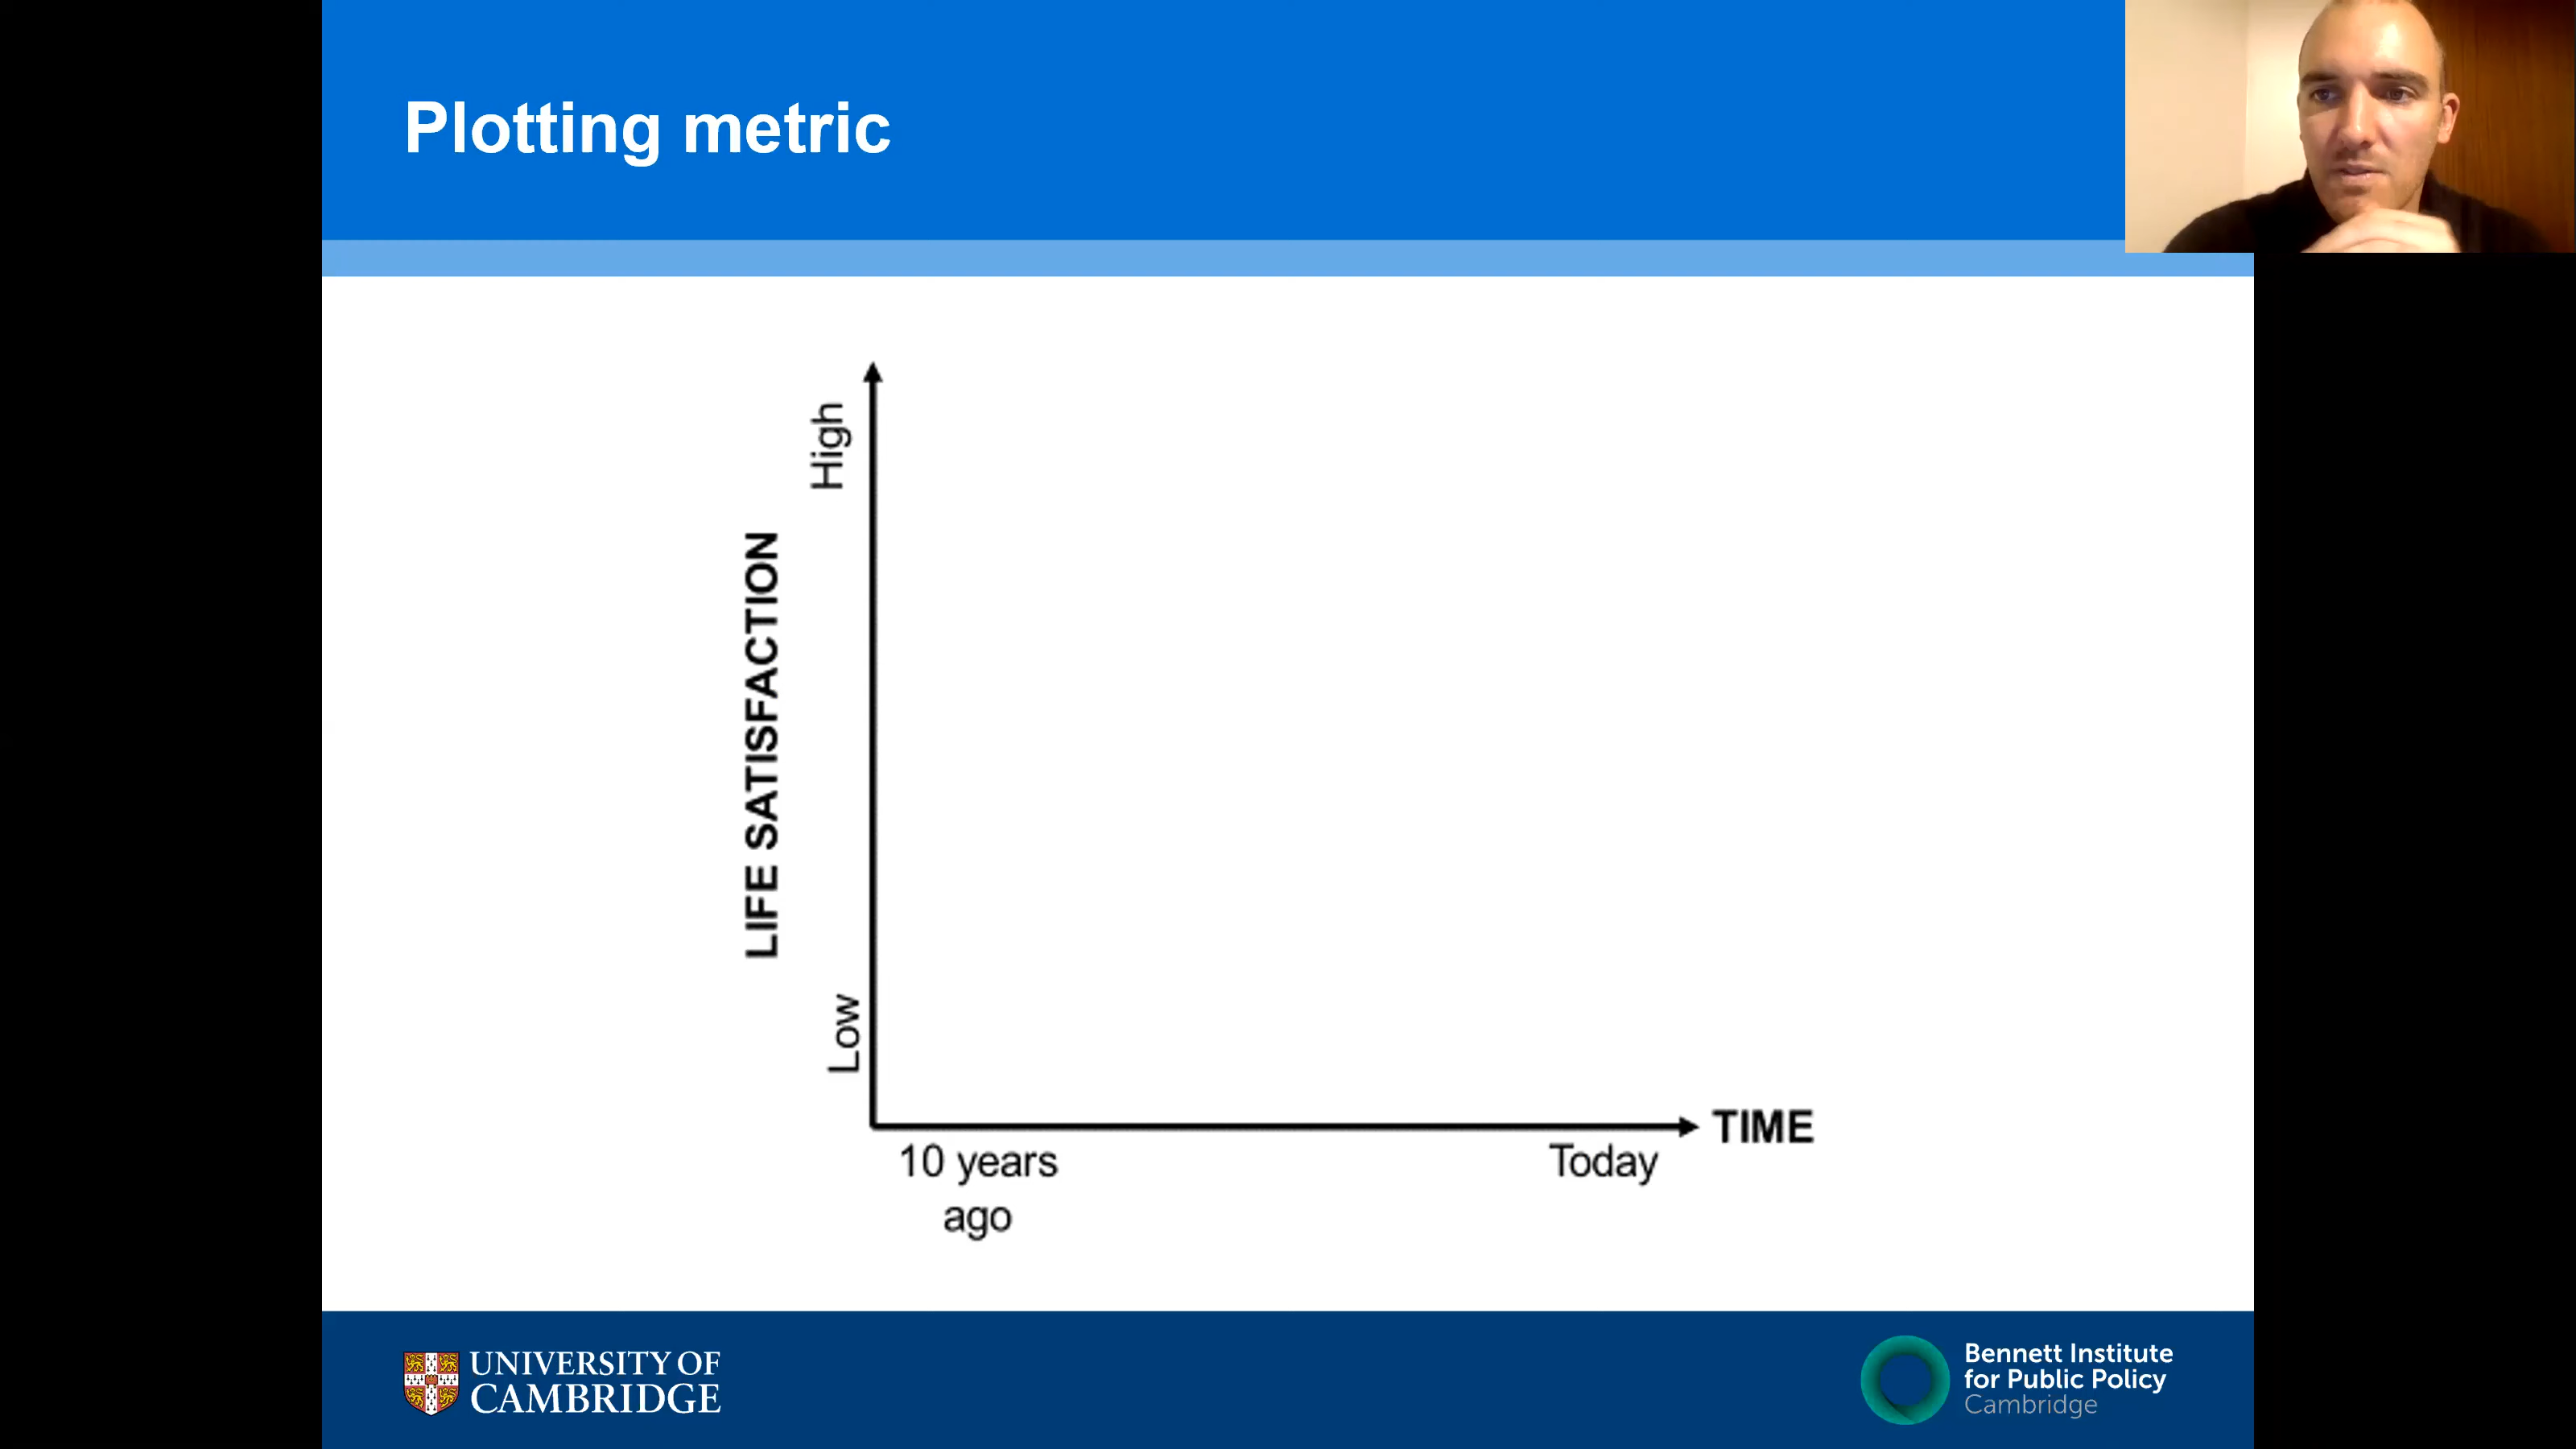 Plotting metric
High
LIFE SATISFACTION
Low
TIME
10 years
ago
Today
UNIVERSITY OF
CAMBRIDGE
Bennett Institute
for Public Policy
Cambridge